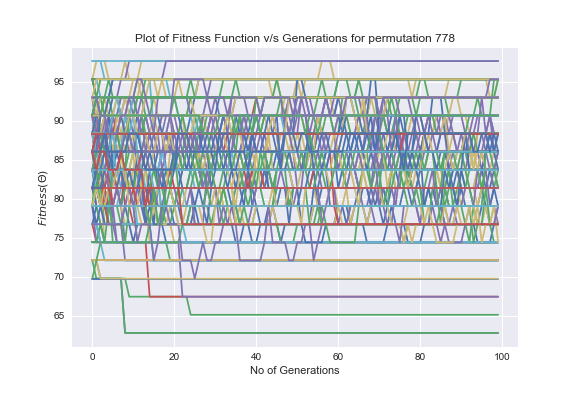 Plot of Fitness Function v/s Generations for permutation 778
Fitness(Θ)
95
90
85
80
75
70
65
0 20 40 60 80 100
No of Generations